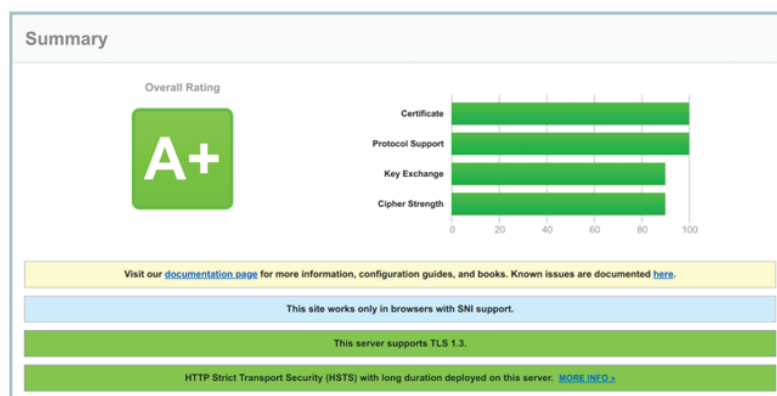 Summary
Overall Rating
A+
Certificate
Protocol Support
Key Exchange
Cipher Strength
0 20 40 60 80 100
Visit our documentation page for more information, configuration guides, and books. Known issues are documented here.
This site works only in browsers with SNI support.
This server supports TLS 1.3.
HTTP Strict Transport Security (HSTS) with long duration deployed on this server. MORE INFO »